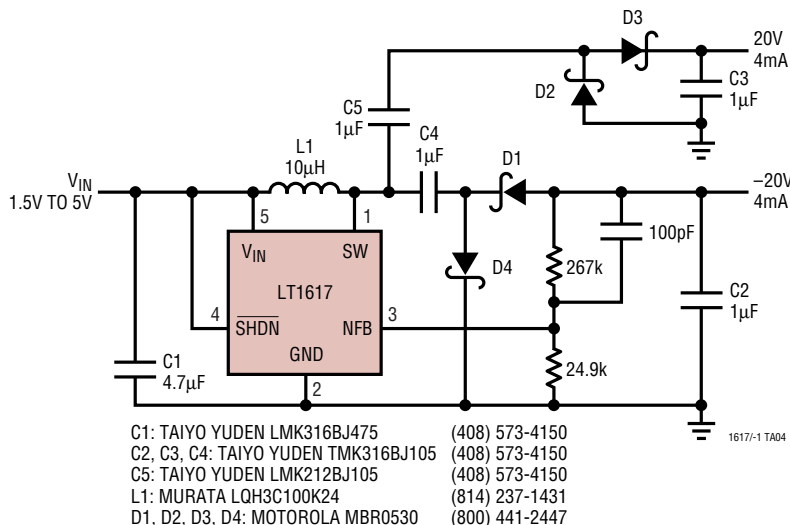 D3
20V
4mA
D2
C3
1µF
C5
1µF
C4
1µF
D1
L1
10µH
VIN
1.5V TO 5V
–20V
4mA
5
1
VIN
SW
100pF
D4
267k
LT1617
C2
1µF
4
SHDN
NFB
3
GND
24.9k
C1
4.7µF
2
C1: TAIYO YUDEN LMK316BJ475 (408) 573-4150
C2, C3, C4: TAIYO YUDEN TMK316BJ105 (408) 573-4150
C5: TAIYO YUDEN LMK212BJ105 (408) 573-4150
L1: MURATA LQH3C100K24 (814) 237-1431
D1, D2, D3, D4: MOTOROLA MBR0530 (800) 441-2447
1617/-1 TA04